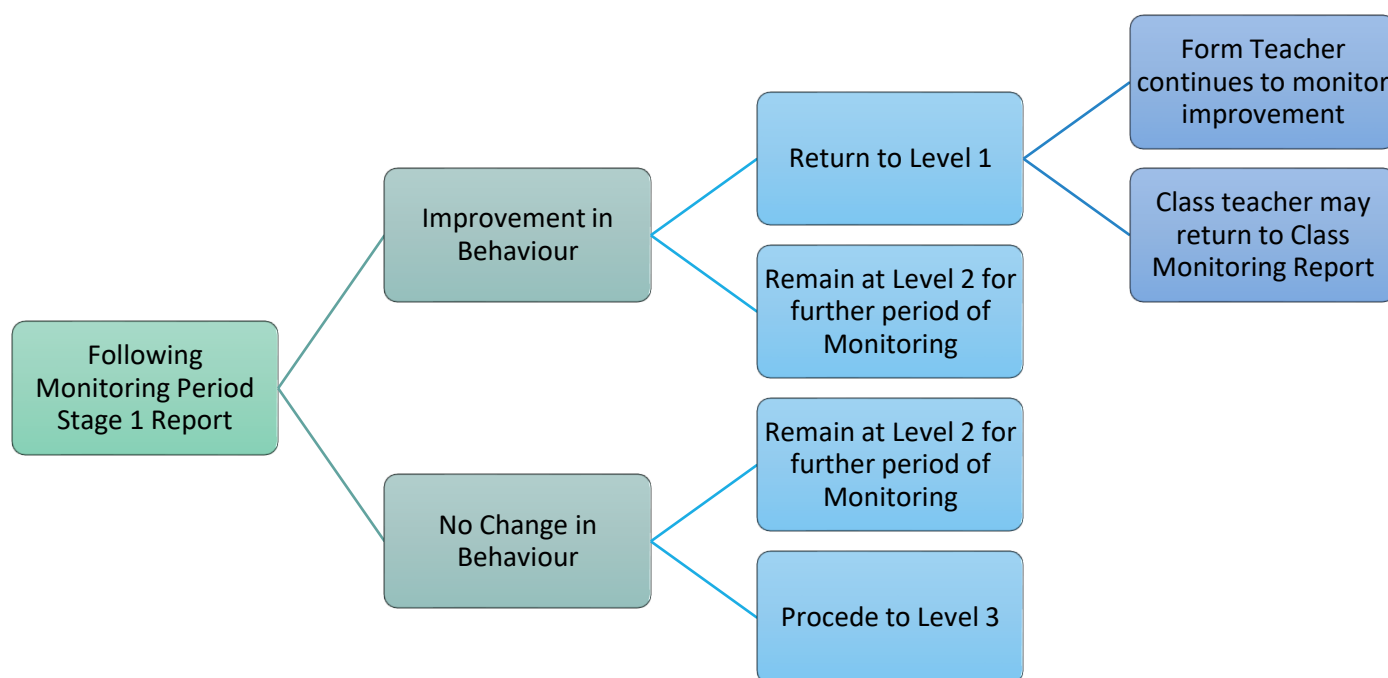 Following
Monitoring Period
Stage 1 Report
Improvement in
Behaviour
No Change in
Behaviour
Return to Level 1
Remain at Level 2 for
further period of
Monitoring
Remain at Level 2 for
further period of
Monitoring
Procede to Level 3
Form Teacher
continues to monitor
improvement
Class teacher may
return to Class
Monitoring Report